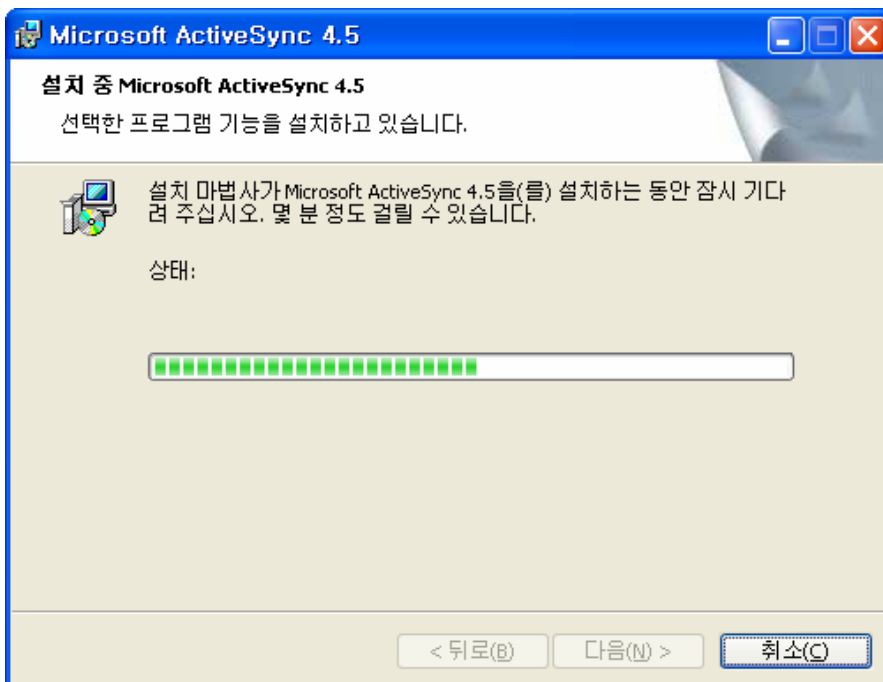 Microsoft ActiveSync 4.5
설치 중 Microsoft ActiveSync 4.5
선택한 프로그램 기능을 설치하고 있습니다.
설치 마법사가 Microsoft ActiveSync 4.5을(를) 설치하는 동안 잠시 기다
려 주십시오. 몇 분 정도 걸릴 수 있습니다.
상태:
< 뒤로(B) 다음(N) > 취소(C)